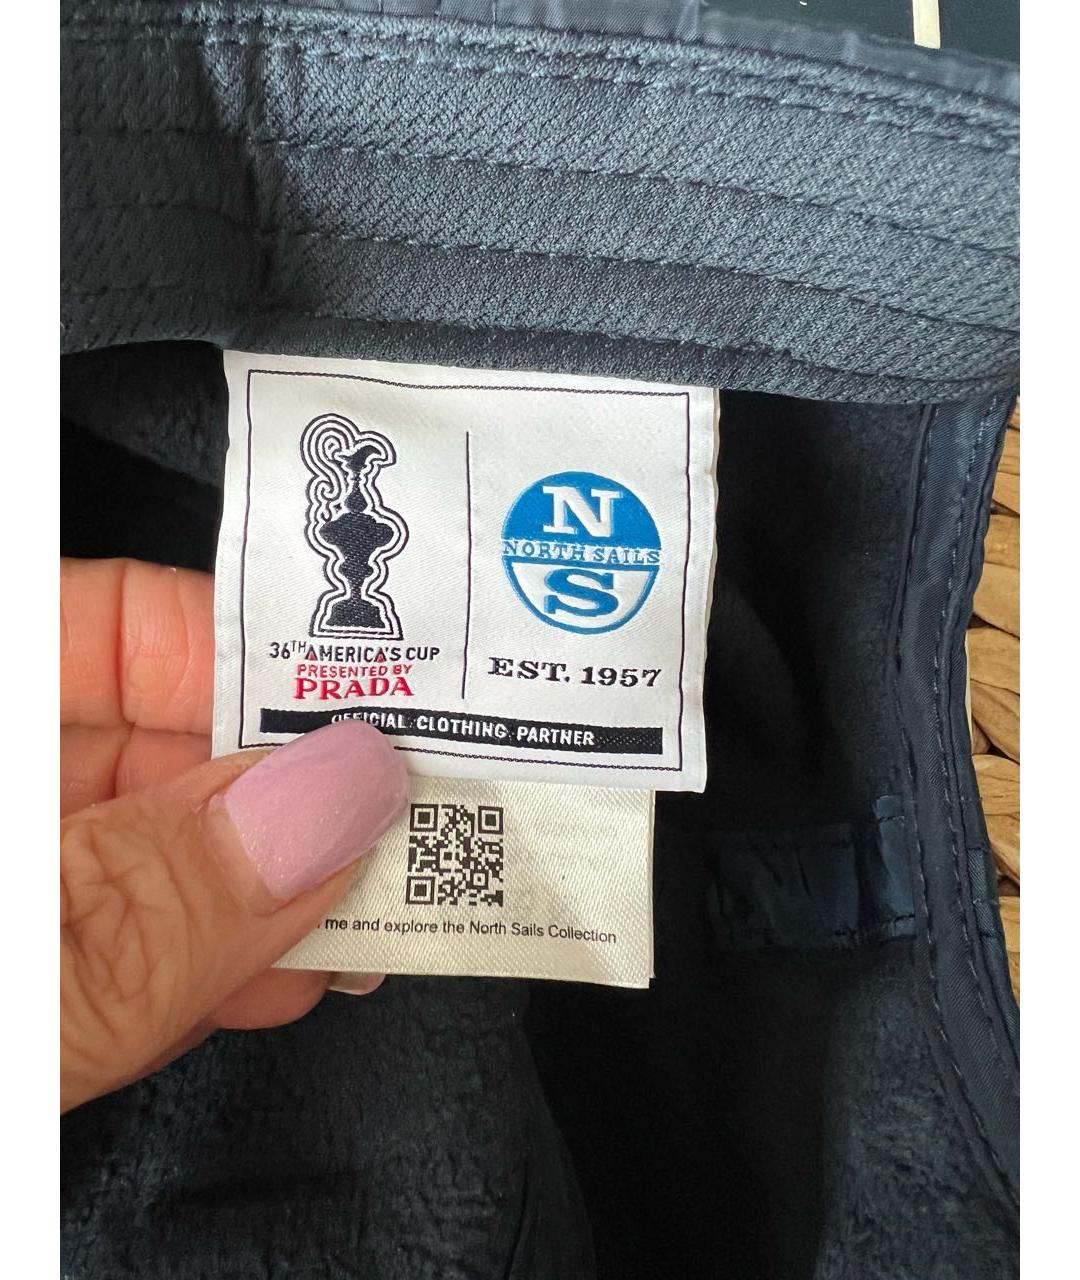 36TH AMERICA'S CUP
PRESENTED BY
PRADA
N
NORTH SAILS
S
EST. 1957
OFFICIAL CLOTHING PARTNER
me and explore the North Sails Collection